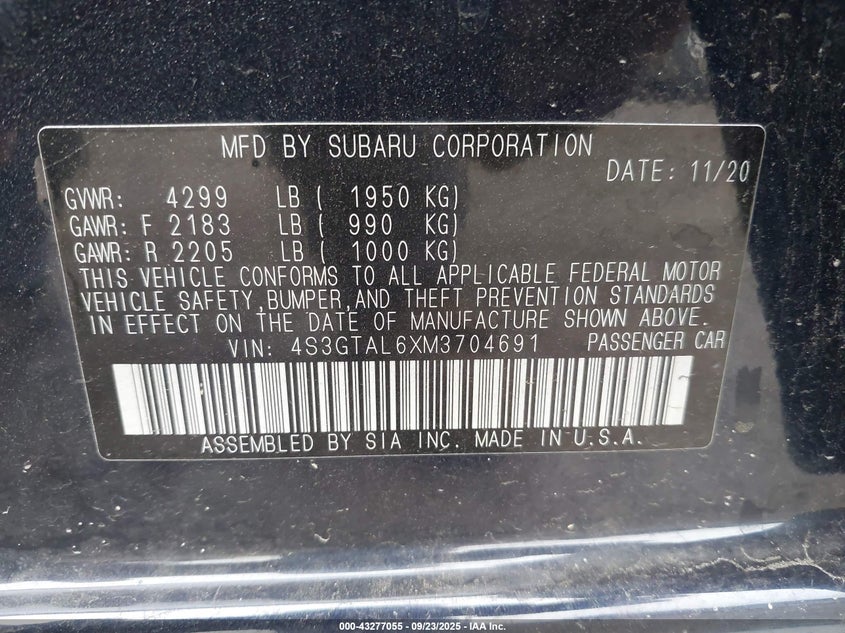 MFD BY SUBARU CORPORATION
DATE: 11/20
GVWR: 4299 LB ( 1950 KG)
GAWR: F 2183 LB ( 990 KG)
GAWR: R 2205 LB ( 1000 KG)
THIS VEHICLE CONFORMS TO ALL APPLICABLE FEDERAL MOTOR
VEHICLE SAFETY,BUMPER,AND THEFT PREVENTION STANDARDS
IN EFFECT ON THE DATE OF MANUFACTURE SHOWN ABOVE.
VIN: 4S3GTAL6XM3704691 PASSENGER CAR
ASSEMBLED BY SIA INC. MADE IN U.S.A.
000-43277055 - 09/23/2025 - IAA Inc.